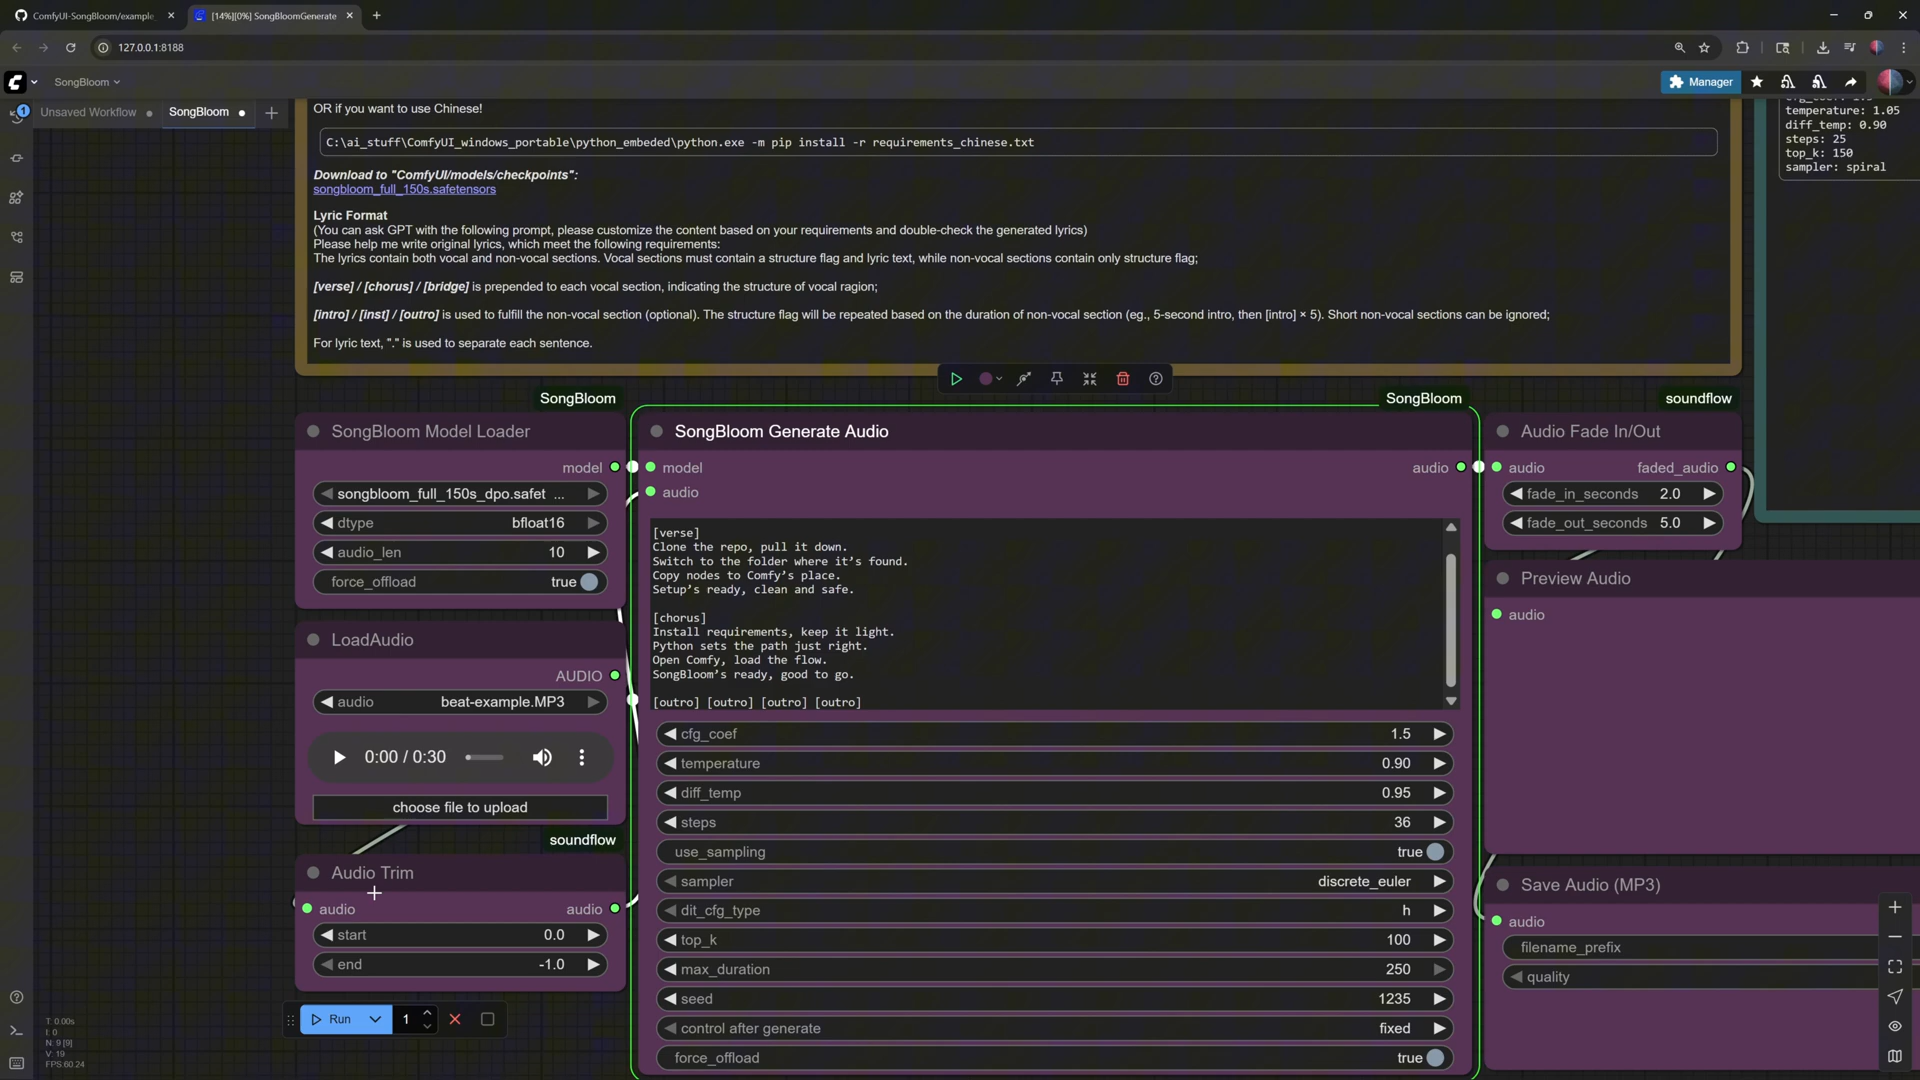 ComfyUI-SongBloom/example_
[14%][0%] SongBloomGenerate
127.0.0.1:8188
SongBloom
Manager
1
Unsaved Workflow
SongBloom
OR if you want to use Chinese!
C:\ai_stuff\ComfyUI_windows_portable\python_embeded\python.exe -m pip install -r requirements_chinese.txt
Download to "ComfyUI/models/checkpoints":
songbloom_full_150s.safetensors
Lyric Format
(You can ask GPT with the following prompt, please customize the content based on your requirements and double-check the generated lyrics)
Please help me write original lyrics, which meet the following requirements:
The lyrics contain both vocal and non-vocal sections. Vocal sections must contain a structure flag and lyric text, while non-vocal sections contain only structure flag;
[verse] / [chorus] / [bridge] is prepended to each vocal section, indicating the structure of vocal ragion;
[intro] / [inst] / [outro] is used to fulfill the non-vocal section (optional). The structure flag will be repeated based on the duration of non-vocal section (eg., 5-second intro, then [intro] × 5). Short non-vocal sections can be ignored;
For lyric text, "." is used to separate each sentence.
temperature: 1.05
diff_temp: 0.90
steps: 25
top_k: 150
sampler: spiral
SongBloom
SongBloom Model Loader
model
songbloom_full_150s_dpo.safet ...
dtype bfloat16
audio_len 10
force_offload true
LoadAudio
AUDIO
audio beat-example.MP3
0:00 / 0:30
choose file to upload
soundflow
Audio Trim
audio audio
start 0.0
end -1.0
Run 1
T: 0.00s
I: 0
N: 9 [9]
V: 19
FPS:60.24
SongBloom
SongBloom Generate Audio
model audio
audio
[verse]
Clone the repo, pull it down.
Switch to the folder where it’s found.
Copy nodes to Comfy’s place.
Setup’s ready, clean and safe.
[chorus]
Install requirements, keep it light.
Python sets the path just right.
Open Comfy, load the flow.
SongBloom’s ready, good to go.
[outro] [outro] [outro] [outro]
cfg_coef 1.5
temperature 0.90
diff_temp 0.95
steps 36
use_sampling true
sampler discrete_euler
dit_cfg_type h
top_k 100
max_duration 250
seed 1235
control after generate fixed
force_offload true
soundflow
Audio Fade In/Out
audio faded_audio
fade_in_seconds 2.0
fade_out_seconds 5.0
Preview Audio
audio
Save Audio (MP3)
audio
filename_prefix
quality